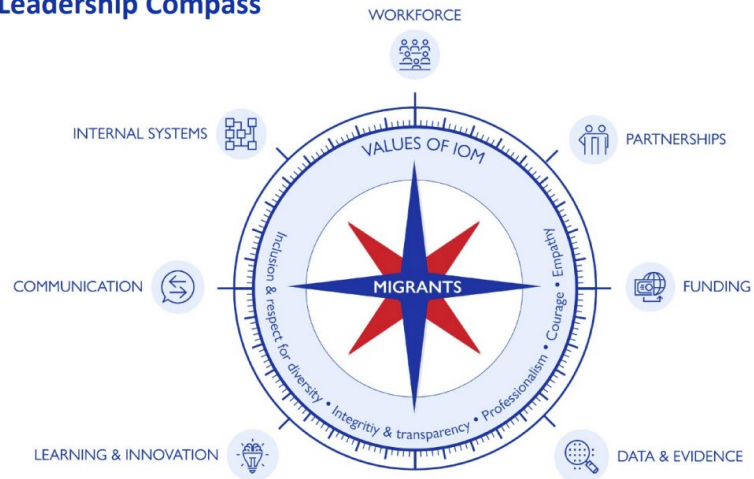 Leadership Compass
WORKFORCE
INTERNAL SYSTEMS
PARTNERSHIPS
VALUES OF IOM
COMMUNICATION
MIGRANTS
FUNDING
Inclusion & respect for diversity • Integritiy & transparency • Professionalism • Courage • Empathy
LEARNING & INNOVATION
DATA & EVIDENCE